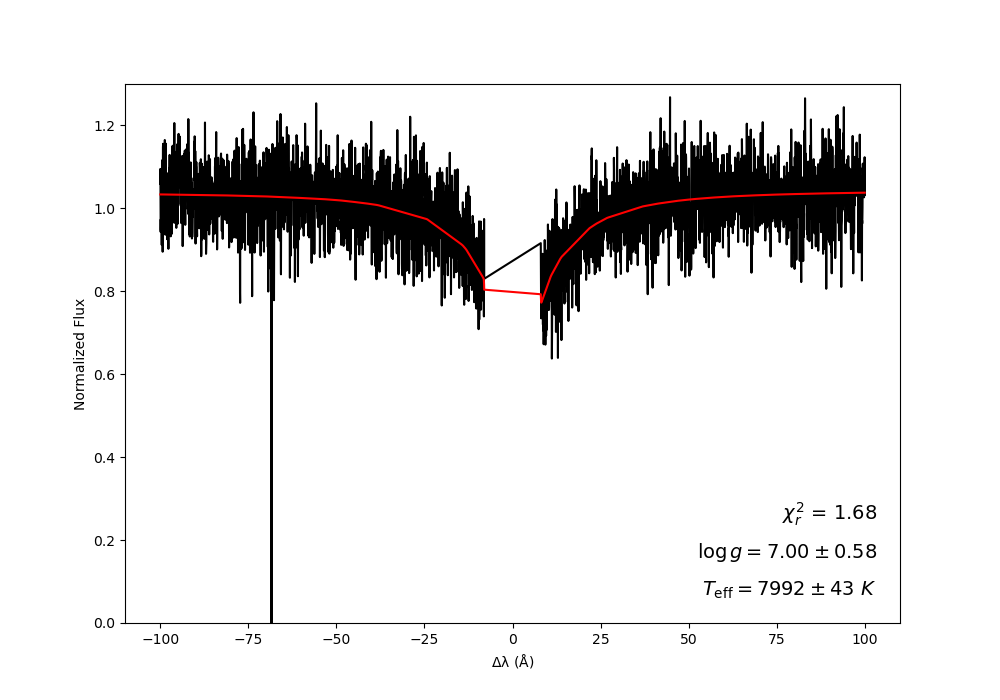 1.2
1.0
0.8
0.6
0.4
0.2
0.0
Normalized Flux
χ²ᵣ = 1.68
log g = 7.00 ± 0.58
T_eff = 7992 ± 43 K
−100 −75 −50 −25 0 25 50 75 100
Δλ (Å)